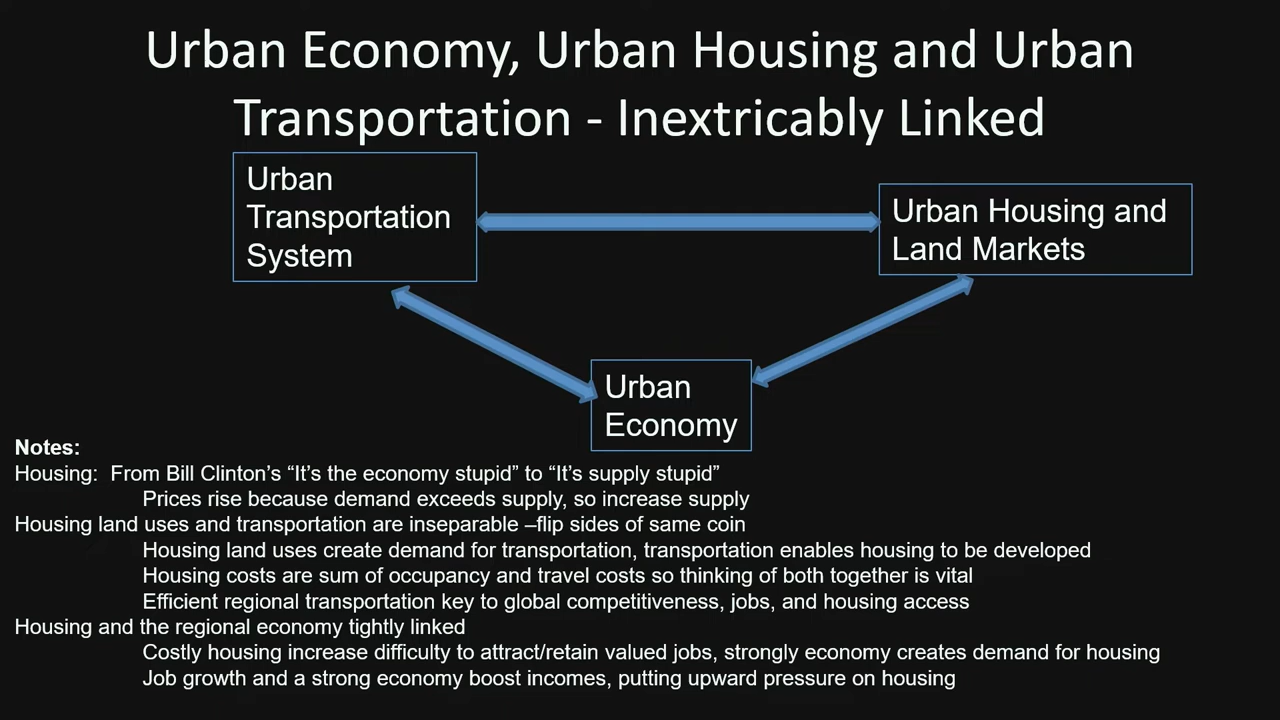 Urban Economy, Urban Housing and Urban
Transportation - Inextricably Linked
Urban
Transportation
System
Urban Housing and
Land Markets
Urban
Economy
Notes:
Housing: From Bill Clinton's “It's the economy stupid” to “It's supply stupid”
Prices rise because demand exceeds supply, so increase supply
Housing land uses and transportation are inseparable –flip sides of same coin
Housing land uses create demand for transportation, transportation enables housing to be developed
Housing costs are sum of occupancy and travel costs so thinking of both together is vital
Efficient regional transportation key to global competitiveness, jobs, and housing access
Housing and the regional economy tightly linked
Costly housing increase difficulty to attract/retain valued jobs, strongly economy creates demand for housing
Job growth and a strong economy boost incomes, putting upward pressure on housing